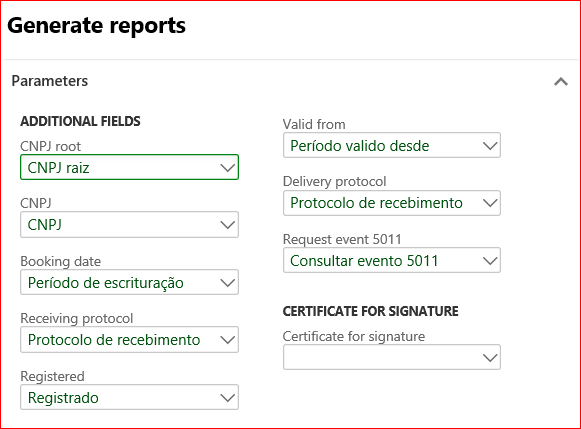 Generate reports
Parameters
ADDITIONAL FIELDS
CNPJ root
CNPJ raiz
CNPJ
CNPJ
Booking date
Período de escrituração
Receiving protocol
Protocolo de recebimento
Registered
Registrado
Valid from
Período valido desde
Delivery protocol
Protocolo de recebimento
Request event 5011
Consultar evento 5011
CERTIFICATE FOR SIGNATURE
Certificate for signature